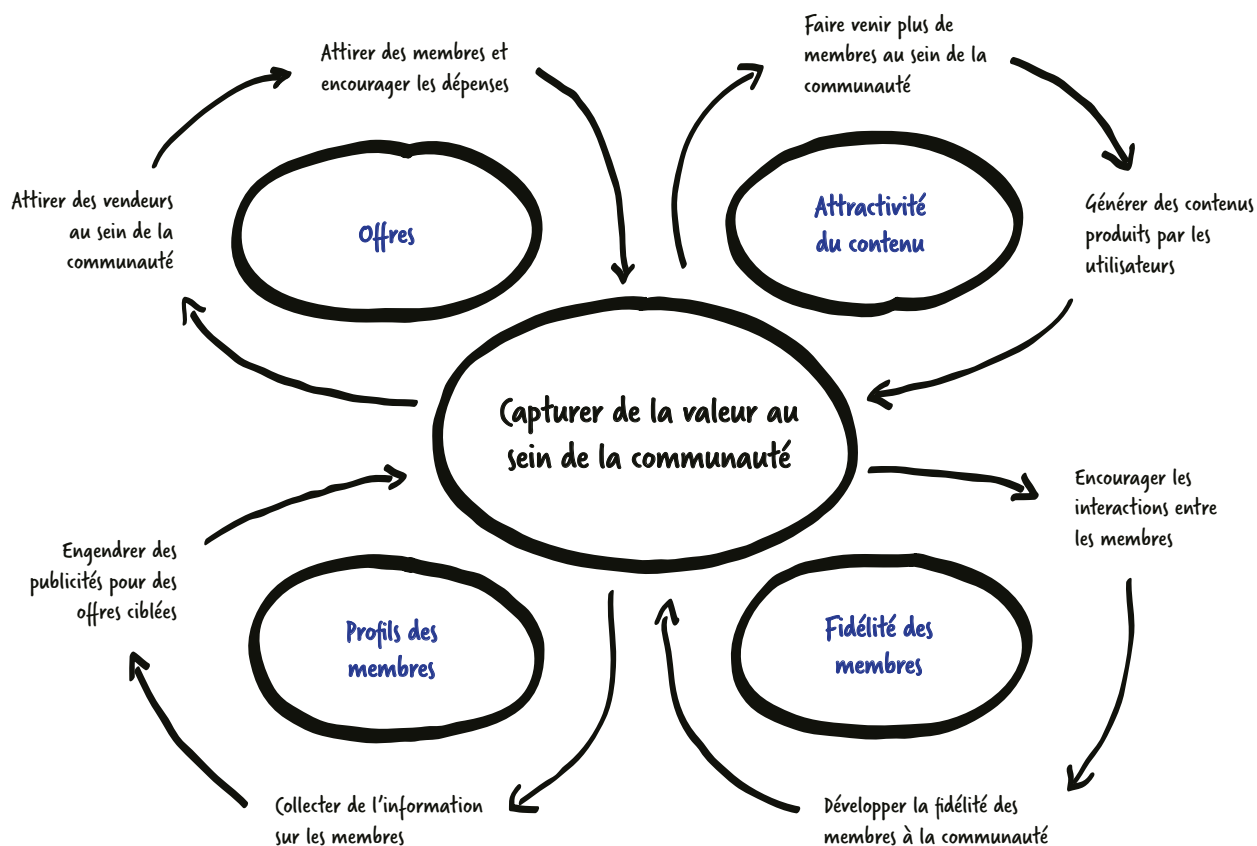 Attirer des membres et
encourager les dépenses
Faire venir plus de
membres au sein de la
communauté
Attirer des vendeurs
au sein de la
communauté
Offres
Attractivité
du contenu
Générer des contenus
produits par les
utilisateurs
Capturer de la valeur au
sein de la communauté
Encourager les
interactions entre
les membres
Engendrer des
publicités pour des
offres ciblées
Profils des
membres
Fidélité des
membres
Collecter de l'information
sur les membres
Développer la fidélité des
membres à la communauté